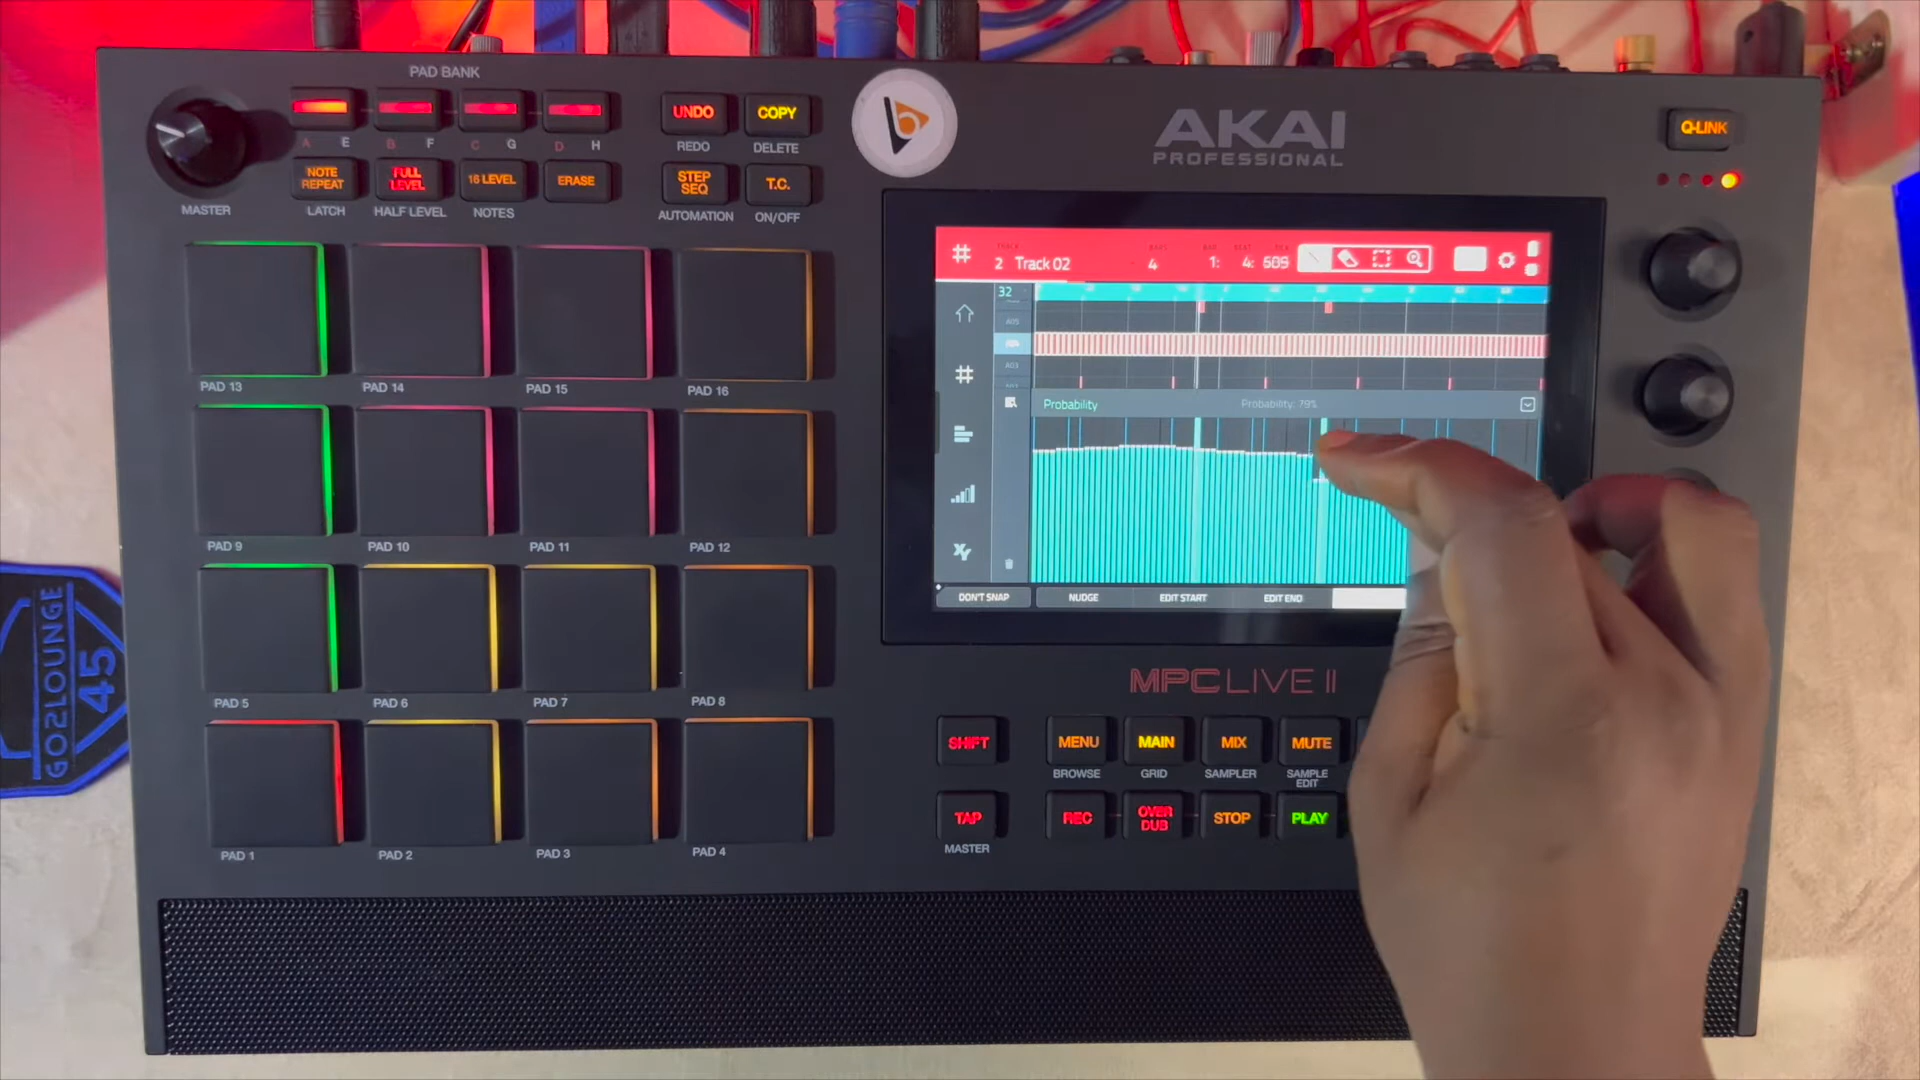 PAD BANK
A E B F C G D H
UNDO COPY
REDO DELETE
NOTE REPEAT
FULL LEVEL
16 LEVEL
ERASE
STEP SEQ
T.C.
MASTER
LATCH
HALF LEVEL
NOTES
AUTOMATION
ON/OFF
AKAI
PROFESSIONAL
Q-LINK
2 Track 02 4 1: 4: 609
32
A05
A03
Probability Probability: 79%
DON'T SNAP NUDGE EDIT START EDIT END
PAD 13 PAD 14 PAD 15 PAD 16
PAD 9 PAD 10 PAD 11 PAD 12
PAD 5 PAD 6 PAD 7 PAD 8
PAD 1 PAD 2 PAD 3 PAD 4
MPC LIVE II
SHIFT MENU MAIN MIX MUTE
BROWSE GRID SAMPLER SAMPLE EDIT
TAP REC OVER DUB STOP PLAY
MASTER
GO2LOUNGE
45